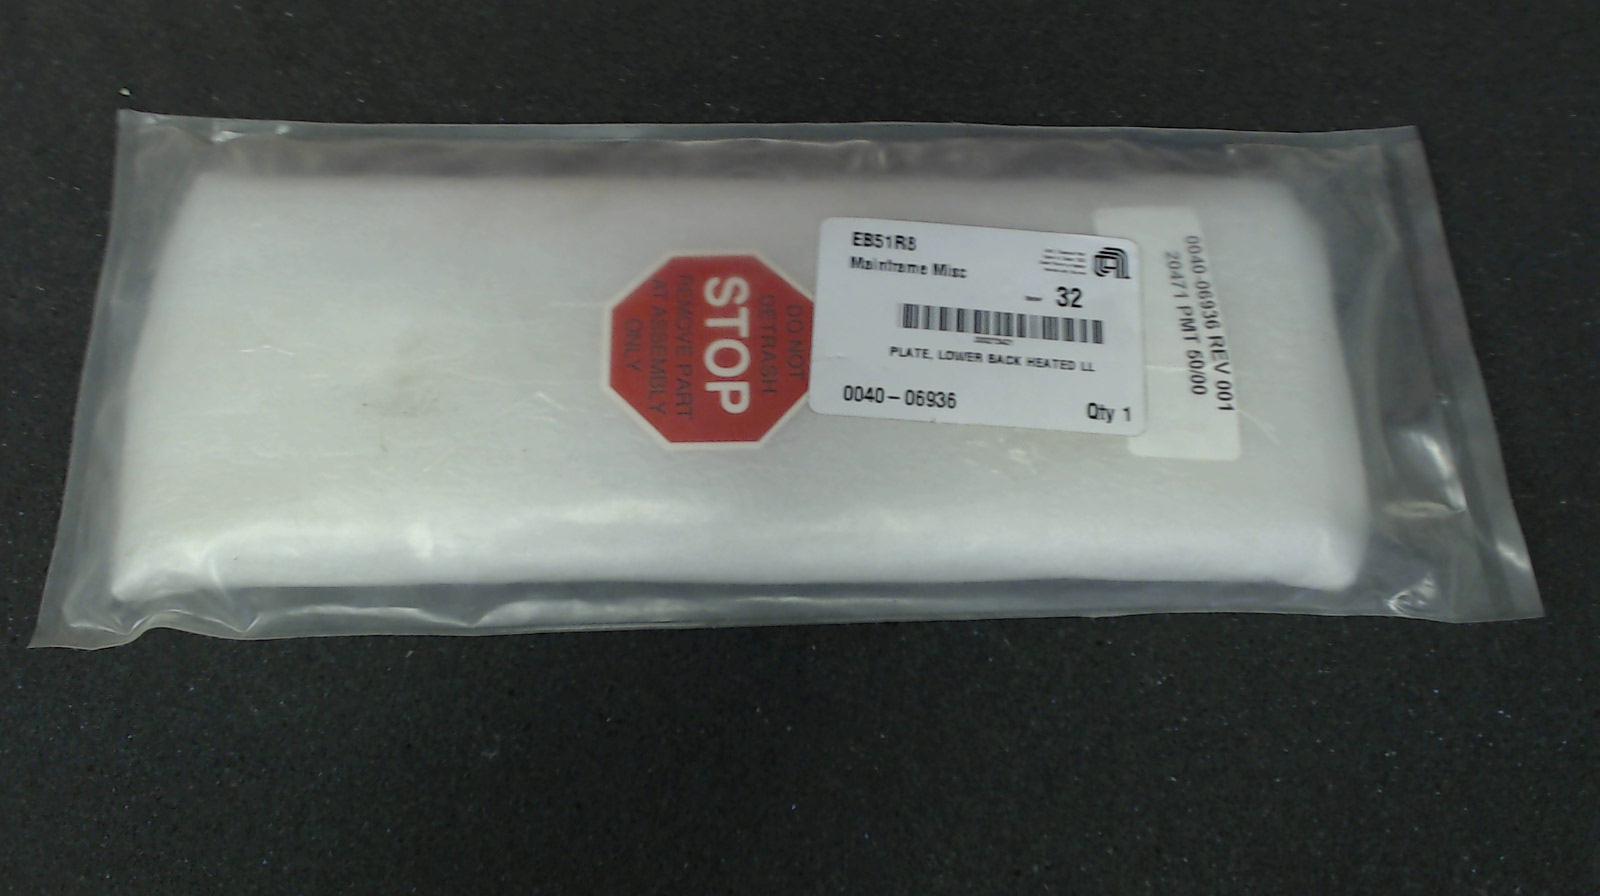 EB51R8
Mainframe Misc
32
PLATE, LOWER BACK HEATED LL
0040-06936
Qty 1
STOP
DO NOT
DETRASH
REMOVE PART
AT ASSEMBLY
ONLY
0040-06936 REV 001
20471 PMT 60/00